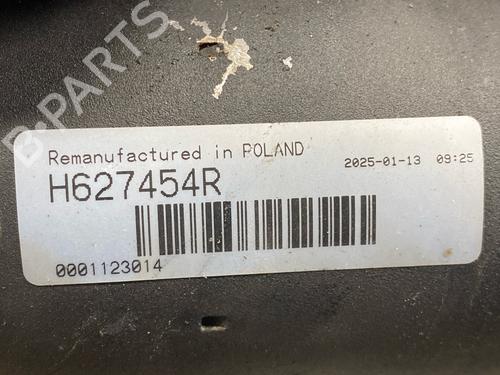 B-PARTS
Remanufactured in POLAND
2025-01-13 09:25
H627454R
0001123014